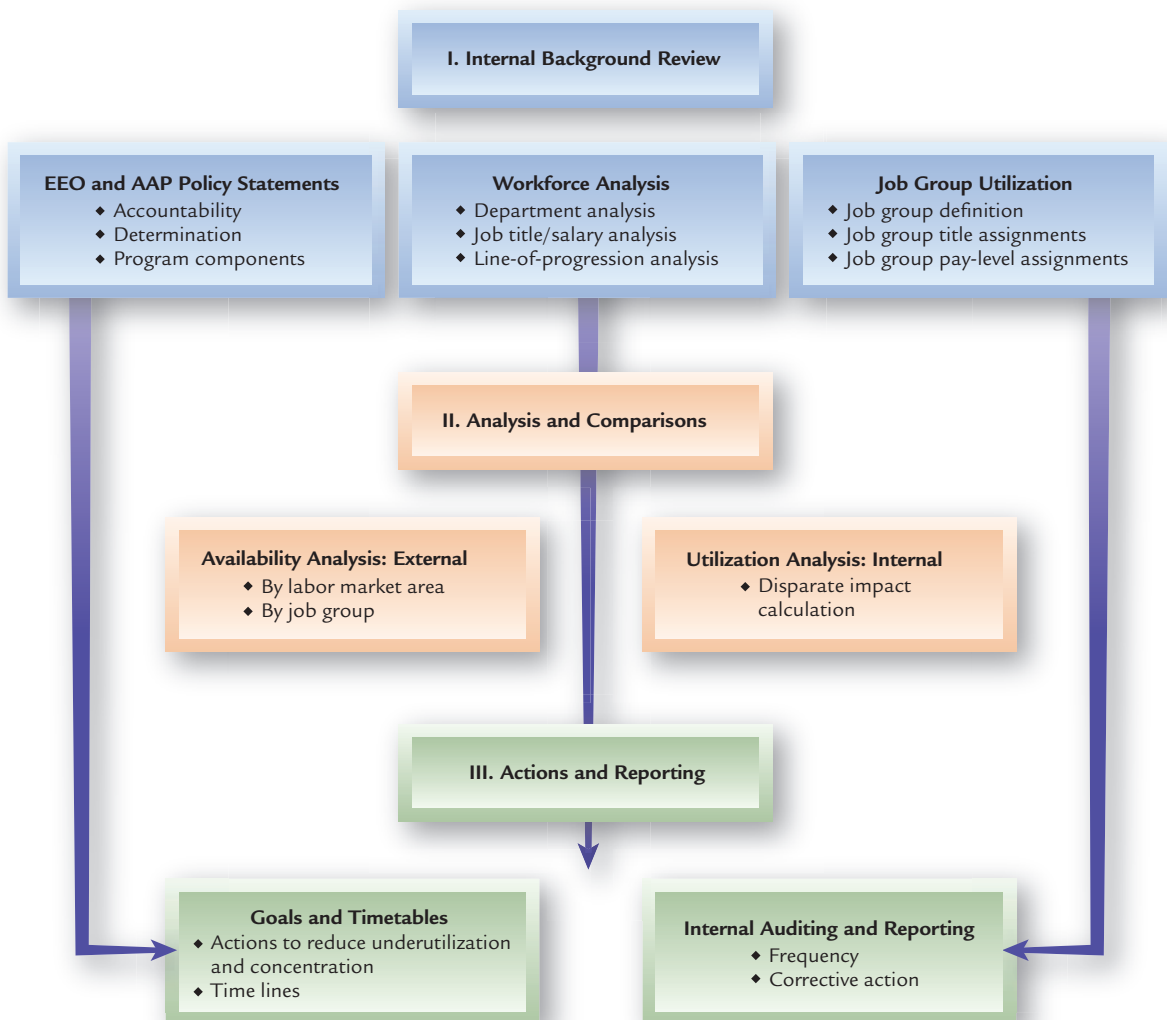 I. Internal Background Review
EEO and AAP Policy Statements
◆ Accountability
◆ Determination
◆ Program components
Workforce Analysis
◆ Department analysis
◆ Job title/salary analysis
◆ Line-of-progression analysis
Job Group Utilization
◆ Job group definition
◆ Job group title assignments
◆ Job group pay-level assignments
II. Analysis and Comparisons
Availability Analysis: External
◆ By labor market area
◆ By job group
Utilization Analysis: Internal
◆ Disparate impact
calculation
III. Actions and Reporting
Goals and Timetables
◆ Actions to reduce underutilization
and concentration
◆ Time lines
Internal Auditing and Reporting
◆ Frequency
◆ Corrective action